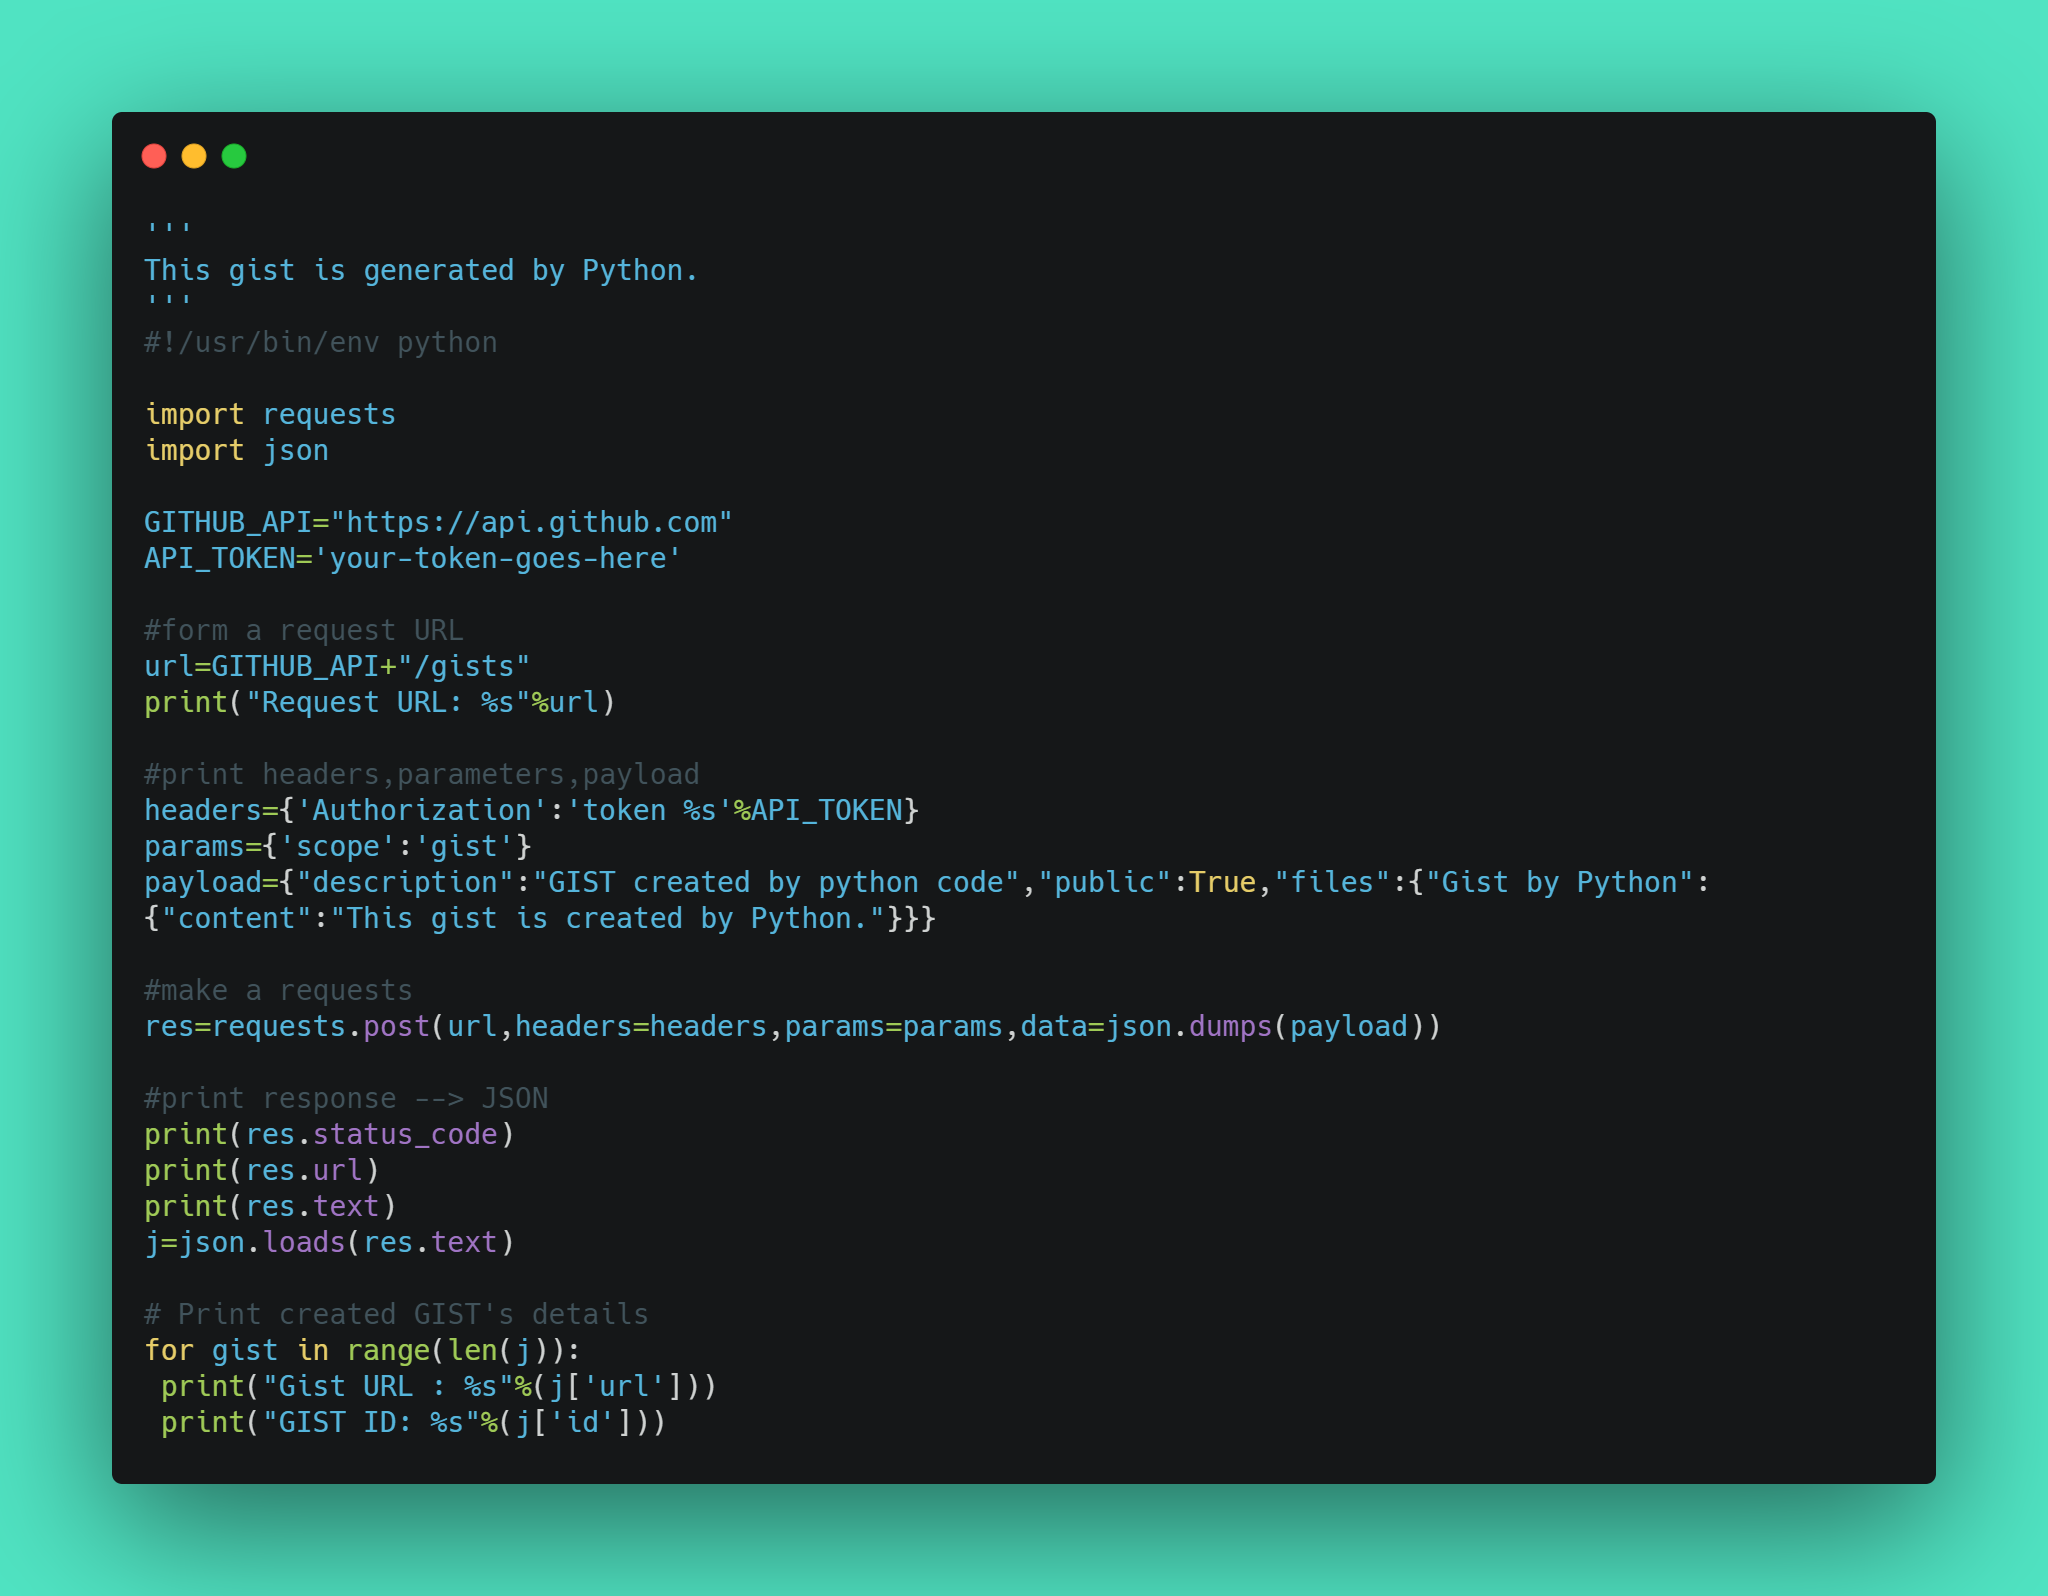 '''
This gist is generated by Python.
'''
#!/usr/bin/env python

import requests
import json

GITHUB_API="https://api.github.com"
API_TOKEN='your-token-goes-here'

#form a request URL
url=GITHUB_API+"/gists"
print("Request URL: %s"%url)

#print headers,parameters,payload
headers={'Authorization':'token %s'%API_TOKEN}
params={'scope':'gist'}
payload={"description":"GIST created by python code","public":True,"files":{"Gist by Python":
{"content":"This gist is created by Python."}}}

#make a requests
res=requests.post(url,headers=headers,params=params,data=json.dumps(payload))

#print response --> JSON
print(res.status_code)
print(res.url)
print(res.text)
j=json.loads(res.text)

# Print created GIST's details
for gist in range(len(j)):
 print("Gist URL : %s"%(j['url']))
 print("GIST ID: %s"%(j['id']))